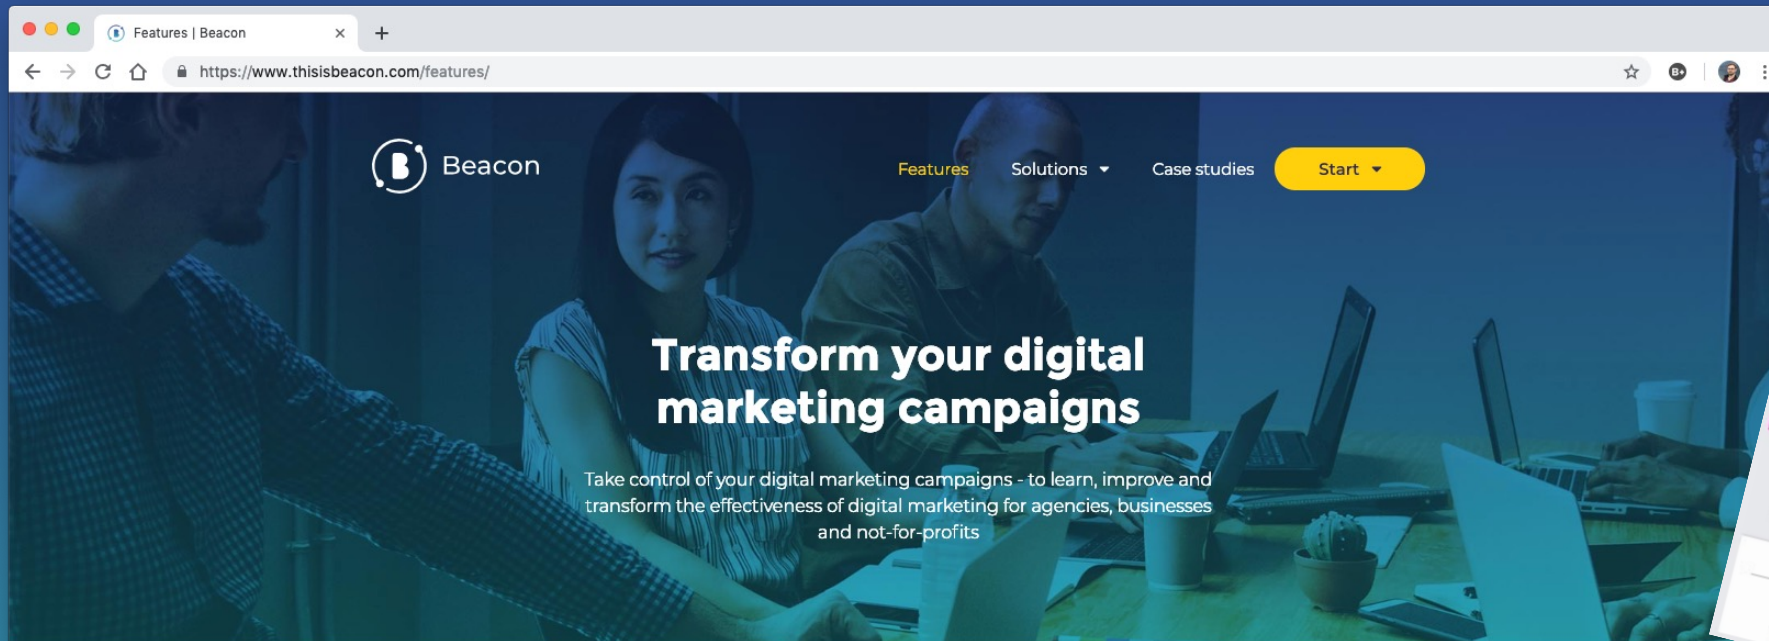 Features | Beacon
https://www.thisisbeacon.com/features/
B+
B Beacon
Features Solutions Case studies Start
Transform your digital
marketing campaigns
Take control of your digital marketing campaigns - to learn, improve and
transform the effectiveness of digital marketing for agencies, businesses
and not-for-profits